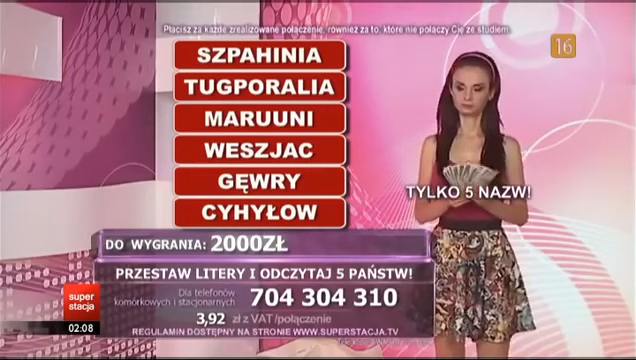 Płacisz za każde zrealizowane połączenie, również za to, które nie połączy Cię ze studiem.
16
SZPAHINIA
TUGPORALIA
MARUUNI
WESZJAC
GĘWRY
CYHYŁOW
TYLKO 5 NAZW!
DO WYGRANIA: 2000ZŁ
PRZESTAW LITERY I ODCZYTAJ 5 PAŃSTW!
Dla telefonów
komórkowych i stacjonarnych
704 304 310
3,92 zł z VAT/połączenie
REGULAMIN DOSTĘPNY NA STRONIE WWW.SUPERSTACJA.TV
super
stacja
02:08